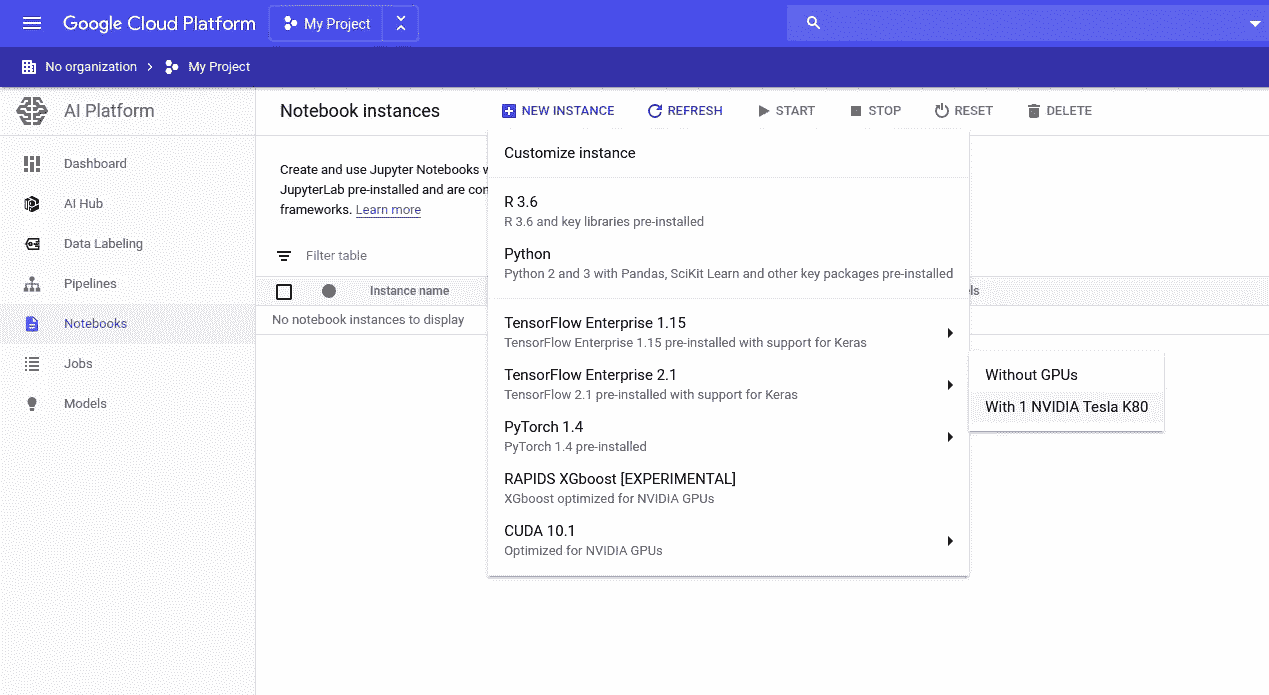 Google Cloud Platform
My Project
No organization
My Project
AI Platform
Dashboard
AI Hub
Data Labeling
Pipelines
Notebooks
Jobs
Models
Notebook instances
NEW INSTANCE
REFRESH
START
STOP
RESET
DELETE
Create and use Jupyter Notebooks
JupyterLab pre-installed and are
frameworks. Learn more
Filter table
Instance name
No notebook instances to display
Customize instance
R 3.6
R 3.6 and key libraries pre-installed
Python
Python 2 and 3 with Pandas, SciKit Learn and other key packages pre-installed
TensorFlow Enterprise 1.15
TensorFlow Enterprise 1.15 pre-installed with support for Keras
TensorFlow Enterprise 2.1
TensorFlow 2.1 pre-installed with support for Keras
PyTorch 1.4
PyTorch 1.4 pre-installed
RAPIDS XGboost [EXPERIMENTAL]
XGboost optimized for NVIDIA GPUs
CUDA 10.1
Optimized for NVIDIA GPUs
Without GPUs
With 1 NVIDIA Tesla K80